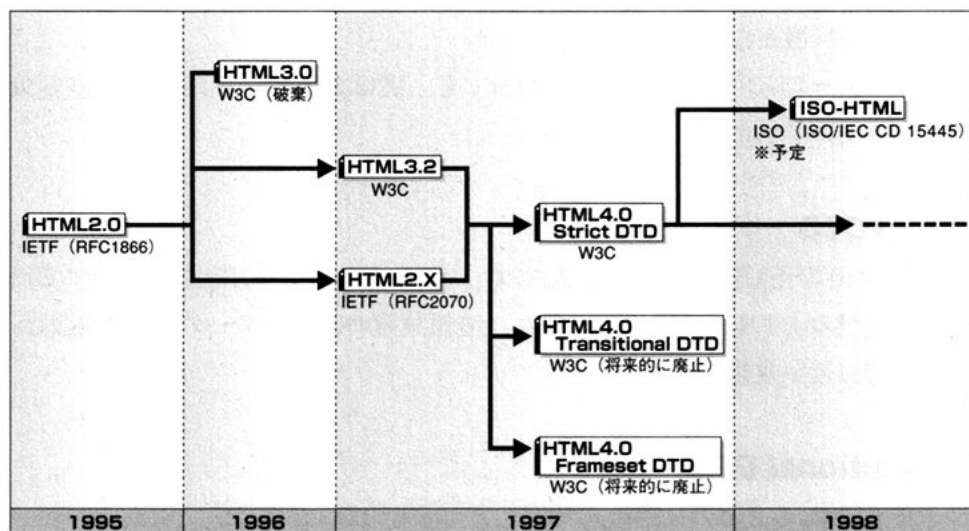 HTML3.0
W3C（破棄）
ISO-HTML
ISO（ISO/IEC CD 15445）
※予定
HTML3.2
W3C
HTML2.0
IETF（RFC1866）
HTML4.0
Strict DTD
W3C
HTML2.X
IETF（RFC2070）
HTML4.0
Transitional DTD
W3C（将来的に廃止）
HTML4.0
Frameset DTD
W3C（将来的に廃止）
1995
1996
1997
1998